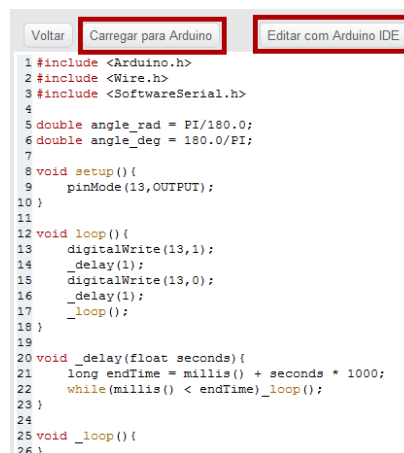 Voltar Carregar para Arduino Editar com Arduino IDE
1 #include <Arduino.h>
2 #include <Wire.h>
3 #include <SoftwareSerial.h>
4
5 double angle_rad = PI/180.0;
6 double angle_deg = 180.0/PI;
7
8 void setup(){
9     pinMode(13,OUTPUT);
10 }
11
12 void loop(){
13     digitalWrite(13,1);
14     _delay(1);
15     digitalWrite(13,0);
16     _delay(1);
17     _loop();
18 }
19
20 void _delay(float seconds){
21     long endTime = millis() + seconds * 1000;
22     while(millis() < endTime)_loop();
23 }
24
25 void _loop(){
26 }